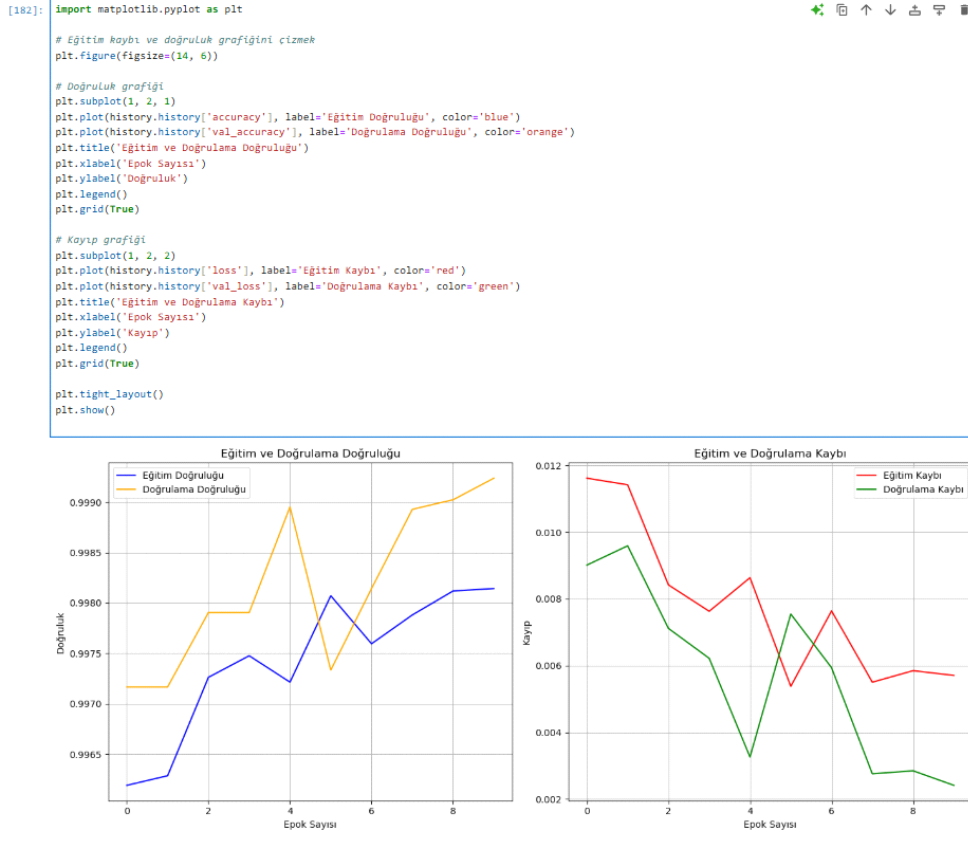 [182]:
import matplotlib.pyplot as plt
# Eğitim kaybı ve doğruluk grafiğini çizmek
plt.figure(figsize=(14, 6))
# Doğruluk grafiği
plt.subplot(1, 2, 1)
plt.plot(history.history['accuracy'], label='Eğitim Doğruluğu', color='blue')
plt.plot(history.history['val_accuracy'], label='Doğrulama Doğruluğu', color='orange')
plt.title('Eğitim ve Doğrulama Doğruluğu')
plt.xlabel('Epok Sayısı')
plt.ylabel('Doğruluk')
plt.legend()
plt.grid(True)
# Kayıp grafiği
plt.subplot(1, 2, 2)
plt.plot(history.history['loss'], label='Eğitim Kaybı', color='red')
plt.plot(history.history['val_loss'], label='Doğrulama Kaybı', color='green')
plt.title('Eğitim ve Doğrulama Kaybı')
plt.xlabel('Epok Sayısı')
plt.ylabel('Kayıp')
plt.legend()
plt.grid(True)
plt.tight_layout()
plt.show()
Eğitim ve Doğrulama Doğruluğu
Eğitim Doğruluğu
Doğrulama Doğruluğu
0.9990
0.9985
0.9980
0.9975
0.9970
0.9965
Doğruluk
0 2 4 6 8
Epok Sayısı
Eğitim ve Doğrulama Kaybı
Eğitim Kaybı
Doğrulama Kaybı
0.012
0.010
0.008
0.006
0.004
0.002
Kayıp
0 2 4 6 8
Epok Sayısı